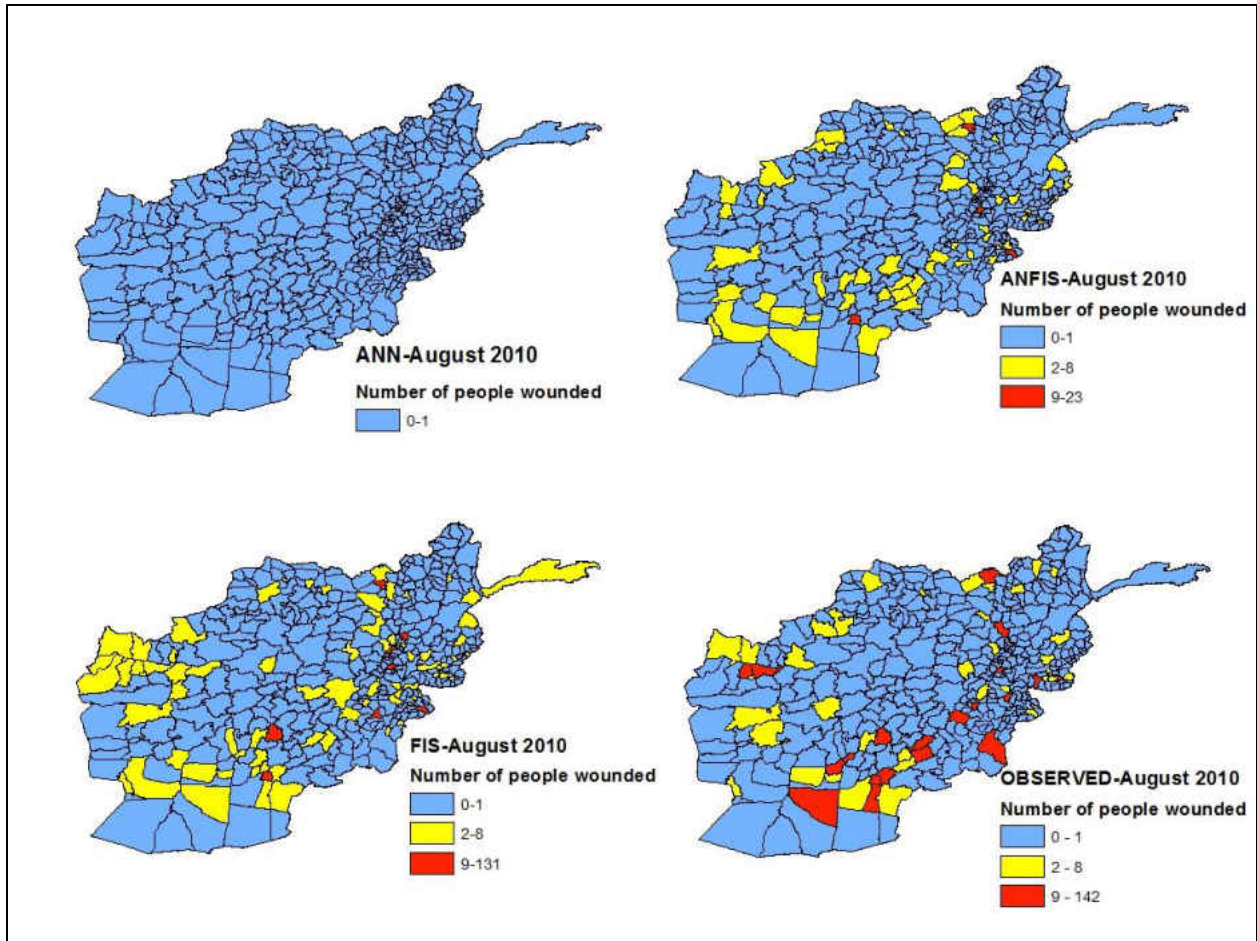 ANN-August 2010
Number of people wounded
0-1
ANFIS-August 2010
Number of people wounded
0-1
2-8
9-23
FIS-August 2010
Number of people wounded
0-1
2-8
9-131
OBSERVED-August 2010
Number of people wounded
0 - 1
2 - 8
9 - 142